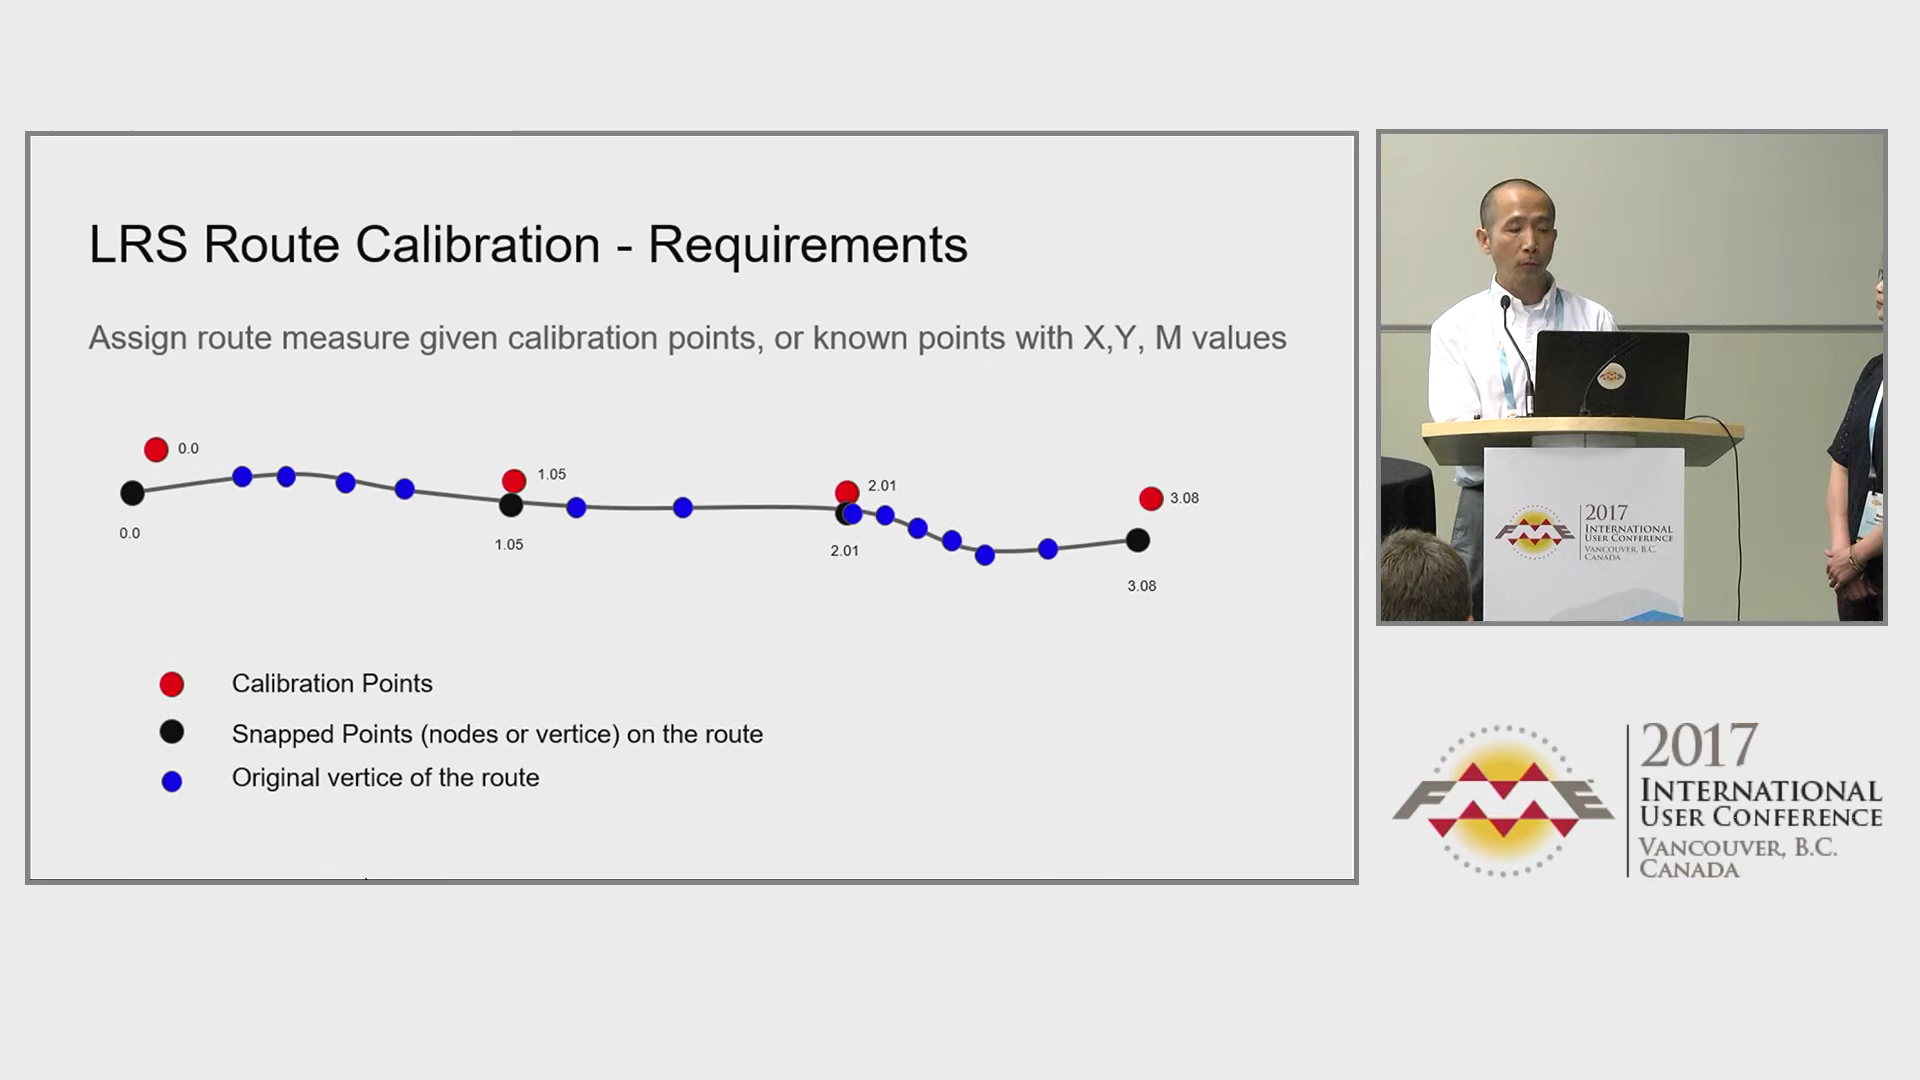 LRS Route Calibration - Requirements
Assign route measure given calibration points, or known points with X,Y, M values
0.0
1.05
2.01
3.08
0.0
1.05
2.01
3.08
Calibration Points
Snapped Points (nodes or vertice) on the route
Original vertice of the route
2017
INTERNATIONAL
USER CONFERENCE
VANCOUVER, B.C.
CANADA
FME
2017
INTERNATIONAL
USER CONFERENCE
VANCOUVER, B.C.
CANADA
FME